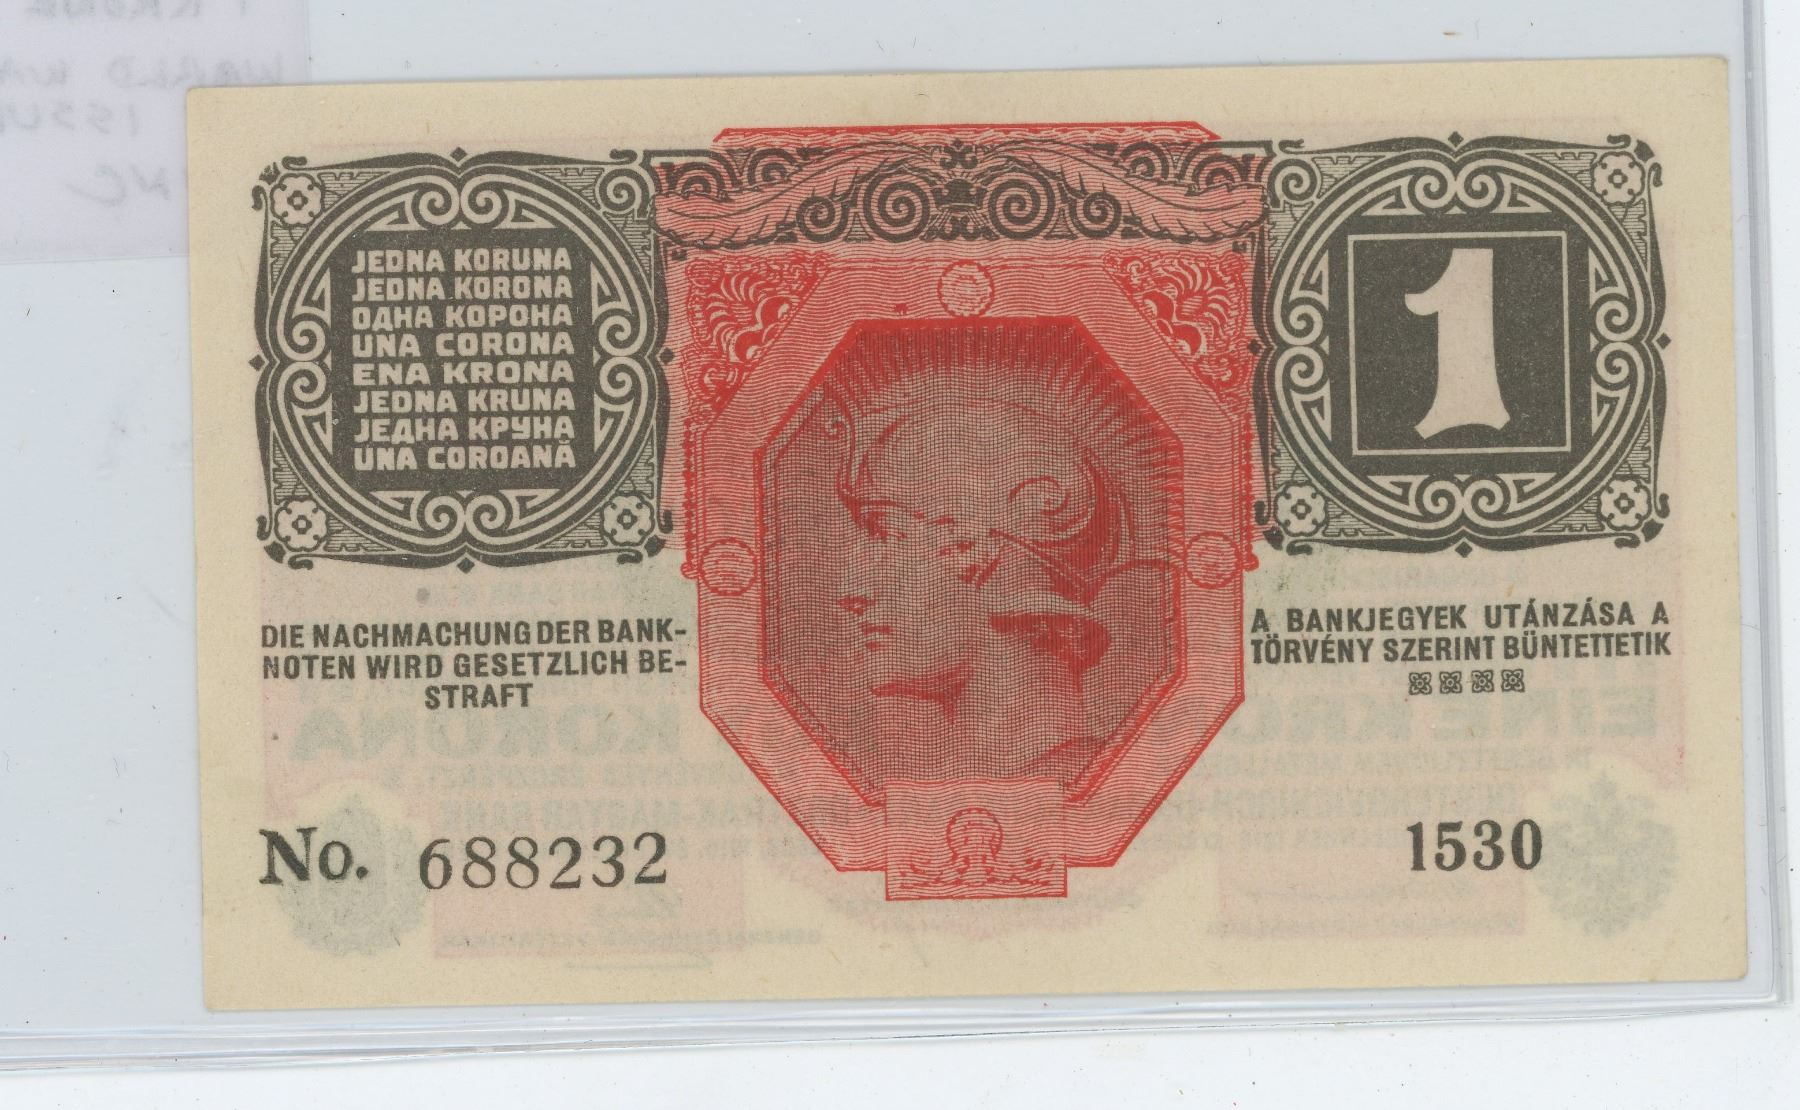 JEDNA KORUNA
JEDNA KORONA
ОДНА КОРОНА
UNA CORONA
ENA KRONA
JEDNA KRUNA
ЈЕДНА КРУНА
UNA COROANĂ
1
DIE NACHMACHUNG DER BANK-
NOTEN WIRD GESETZLICH BE-
STRAFT
A BANKJEGYEK UTÁNZÁSA A
TÖRVÉNY SZERINT BÜNTETTETIK
No. 688232
1530